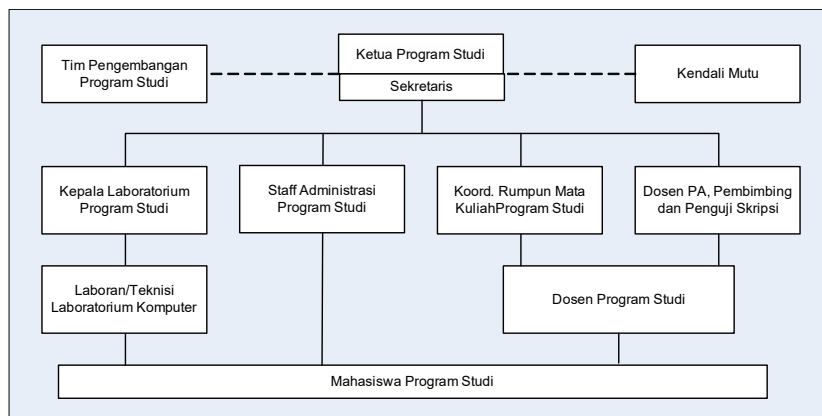 Tim Pengembangan
Program Studi
Ketua Program Studi
Sekretaris
Kendali Mutu
Kepala Laboratorium
Program Studi
Staff Administrasi
Program Studi
Koord. Rumpun Mata
KuliahProgram Studi
Dosen PA, Pembimbing
dan Penguji Skripsi
Laboran/Teknisi
Laboratorium Komputer
Dosen Program Studi
Mahasiswa Program Studi